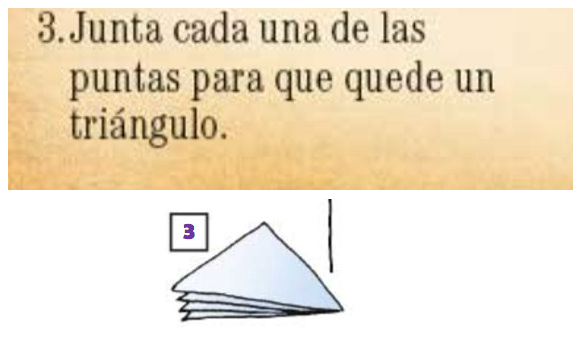 3. Junta cada una de las
puntas para que quede un
triángulo.
3